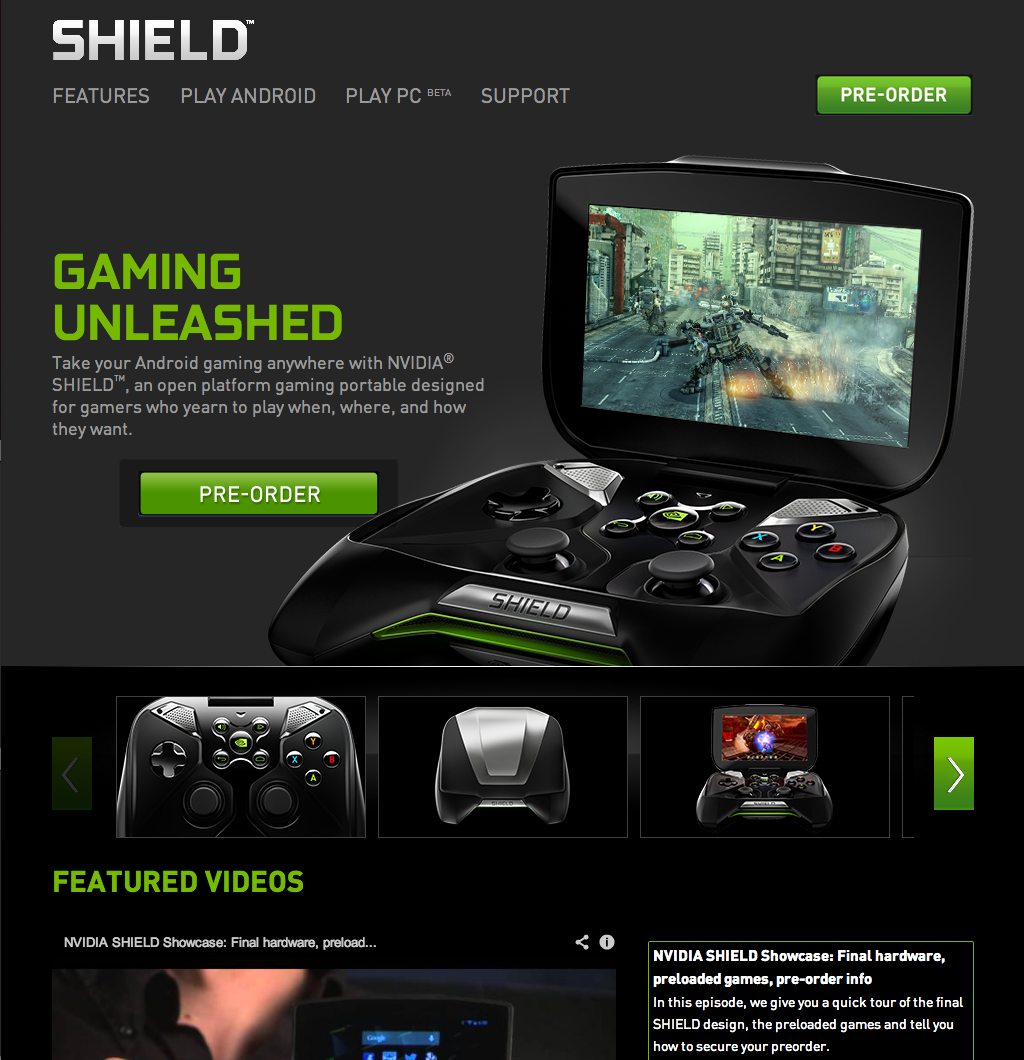 SHIELD™
FEATURES
PLAY ANDROID
PLAY PC BETA
SUPPORT
PRE-ORDER
GAMING
UNLEASHED
Take your Android gaming anywhere with NVIDIA®
SHIELD™, an open platform gaming portable designed
for gamers who yearn to play when, where, and how
they want.
PRE-ORDER
Y
X
B
A
SHIELD
Y
X
B
A
SHIELD
SHIELD
FEATURED VIDEOS
NVIDIA SHIELD Showcase: Final hardware, preload...
Google
NVIDIA SHIELD Showcase: Final hardware,
preloaded games, pre-order info
In this episode, we give you a quick tour of the final
SHIELD design, the preloaded games and tell you
how to secure your preorder.